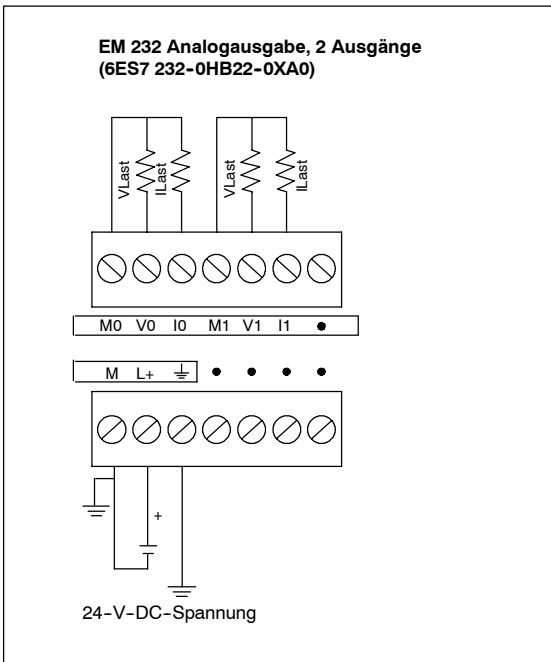 EM 232 Analogausgabe, 2 Ausgänge
(6ES7 232-0HB22-0XA0)
VLast ILast VLast ILast
M0 V0 I0 M1 V1 I1 •
M L+ ⏚ • • • •
+
24-V-DC-Spannung